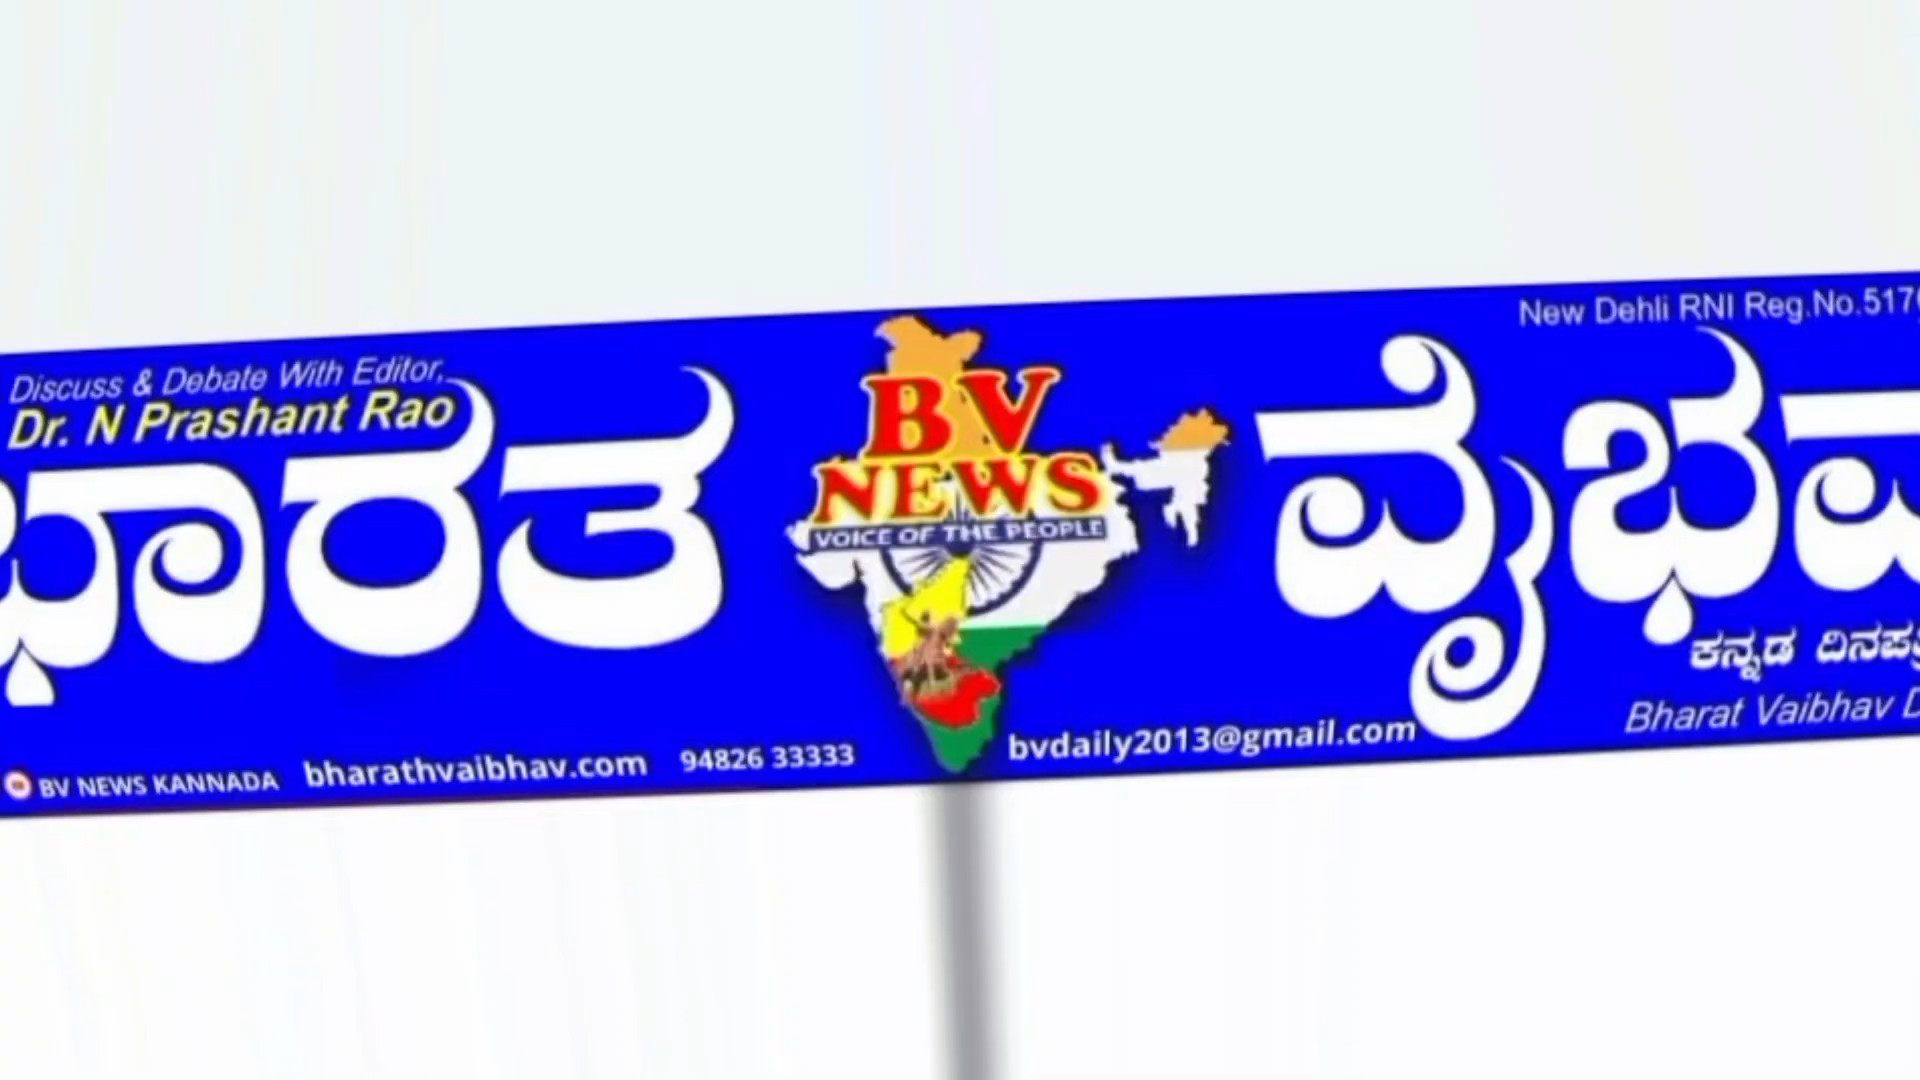 New Dehli RNI Reg.No.5170
Discuss & Debate With Editor,
Dr. N Prashant Rao
ಭಾರತ
BV
NEWS
VOICE OF THE PEOPLE
ವೈಭವ
ಕನ್ನಡ
Bharat Vaibhav
BV NEWS KANNADA bharathvaibhav.com 94826 33333 bvdaily2013@gmail.com